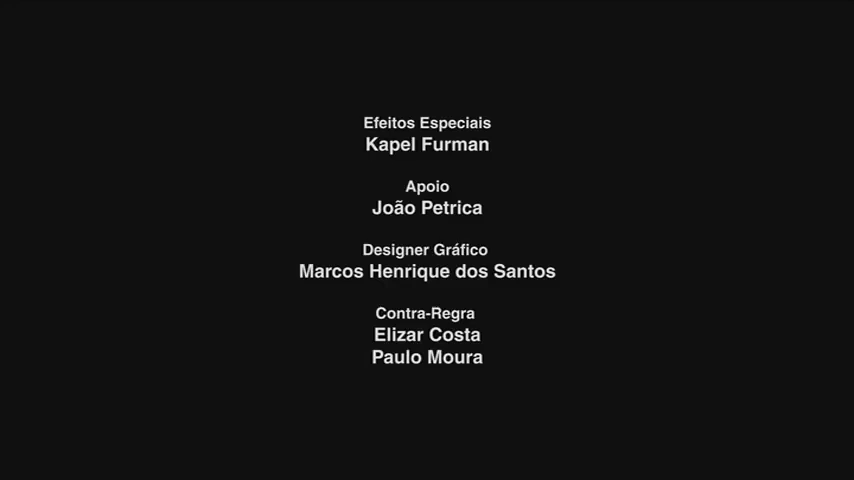 Efeitos Especiais
Kapel Furman
Apoio
João Petrica
Designer Gráfico
Marcos Henrique dos Santos
Contra-Regra
Elizar Costa
Paulo Moura